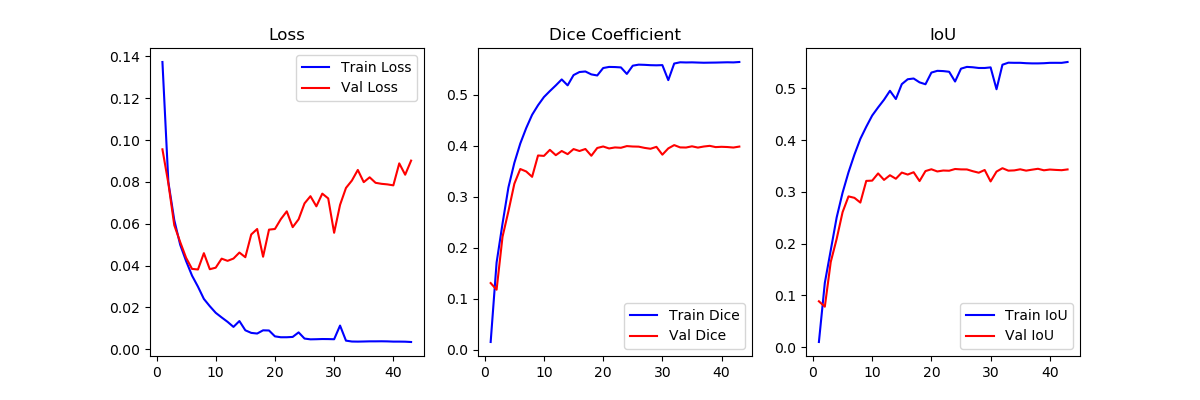 Loss
0.14
0.12
0.10
0.08
0.06
0.04
0.02
0.00
0 10 20 30 40
Train Loss
Val Loss
Dice Coefficient
0.5
0.4
0.3
0.2
0.1
0.0
0 10 20 30 40
Train Dice
Val Dice
IoU
0.5
0.4
0.3
0.2
0.1
0.0
0 10 20 30 40
Train IoU
Val IoU